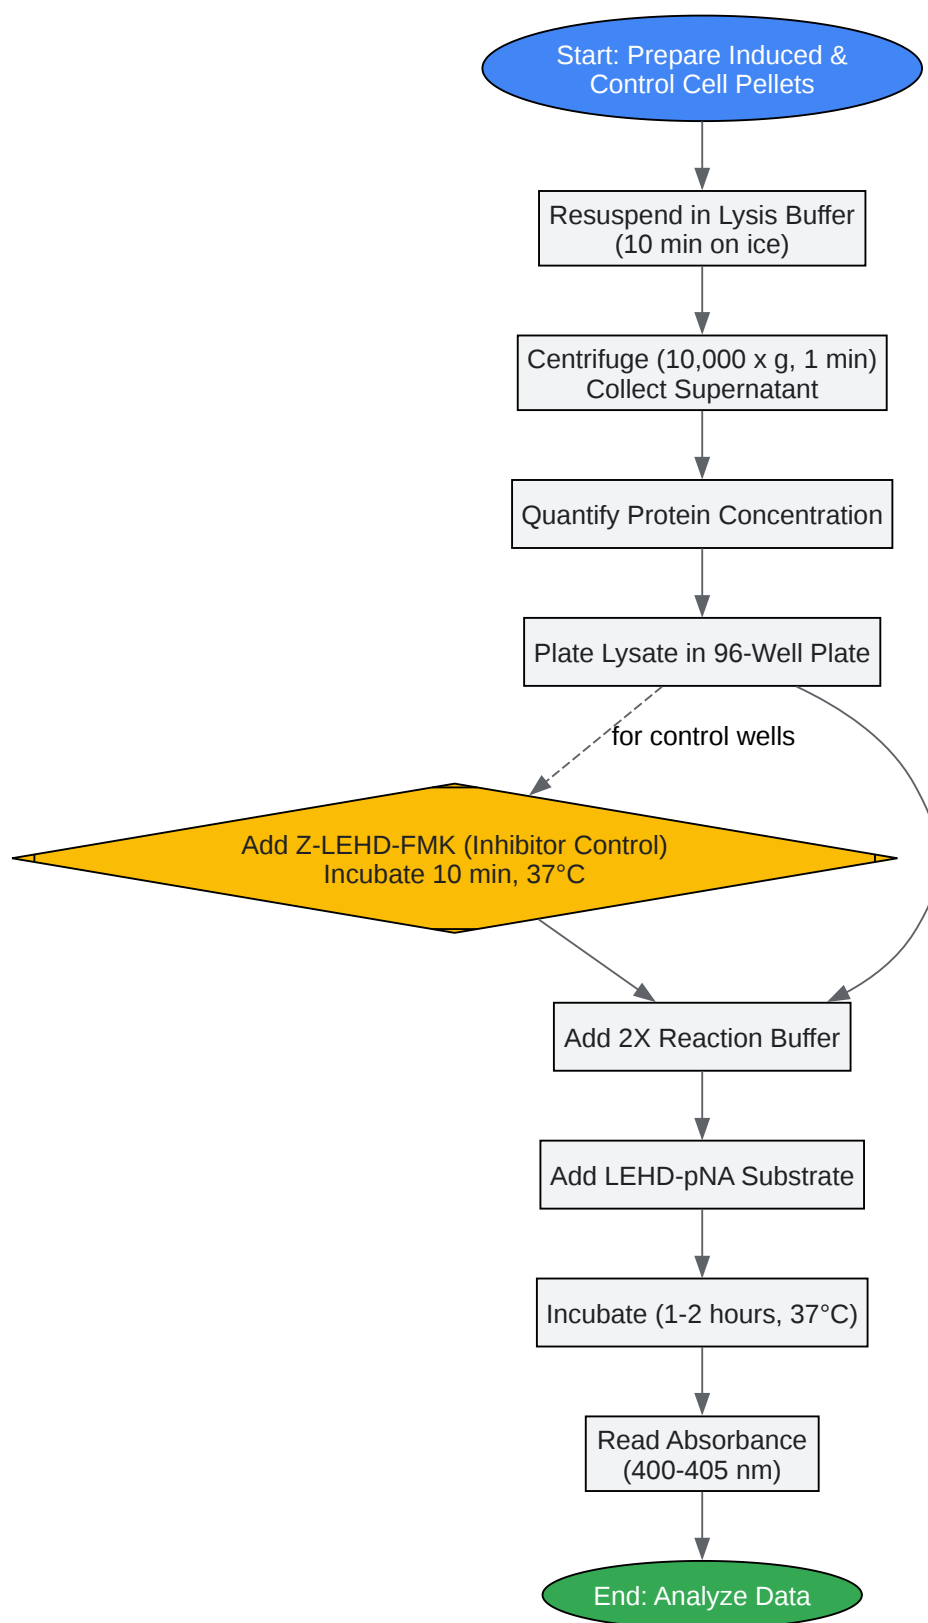 Start: Prepare Induced &
Control Cell Pellets
Resuspend in Lysis Buffer
(10 min on ice)
Centrifuge (10,000 x g, 1 min)
Collect Supernatant
Quantify Protein Concentration
Plate Lysate in 96-Well Plate
for control wells
Add Z-LEHD-FMK (Inhibitor Control)
Incubate 10 min, 37°C
Add 2X Reaction Buffer
Add LEHD-pNA Substrate
Incubate (1-2 hours, 37°C)
Read Absorbance
(400-405 nm)
End: Analyze Data